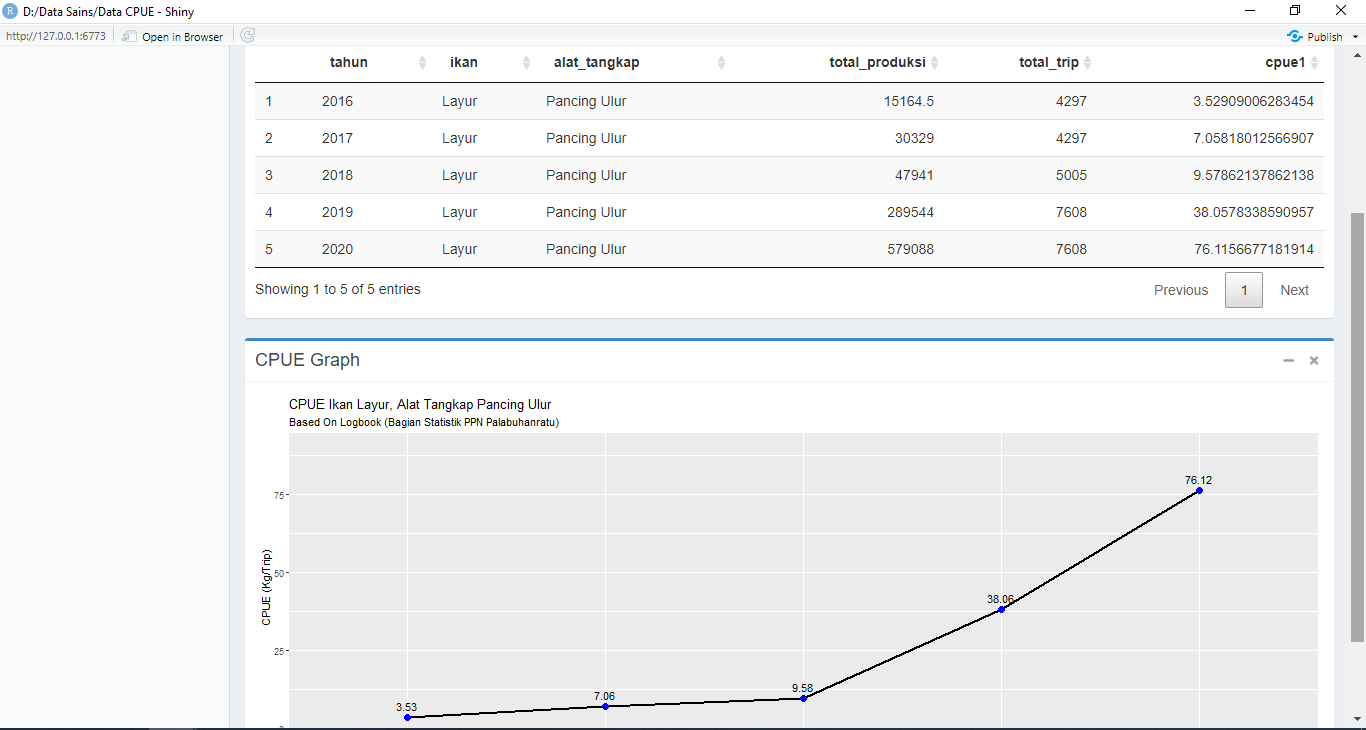 D:/Data Sains/Data CPUE - Shiny
http://127.0.0.1:6773 Open in Browser Publish
tahun ikan alat_tangkap total_produksi total_trip cpue1
1 2016 Layur Pancing Ulur 15164.5 4297 3.52909006283454
2 2017 Layur Pancing Ulur 30329 4297 7.05818012566907
3 2018 Layur Pancing Ulur 47941 5005 9.57862137862138
4 2019 Layur Pancing Ulur 289544 7608 38.0578338590957
5 2020 Layur Pancing Ulur 579088 7608 76.1156677181914
Showing 1 to 5 of 5 entries Previous 1 Next
CPUE Graph
CPUE Ikan Layur, Alat Tangkap Pancing Ulur
Based On Logbook (Bagian Statistik PPN Palabuhanratu)
76.12
75
CPUE (Kg/Trip)
50
38.06
25
9.58
7.06
3.53